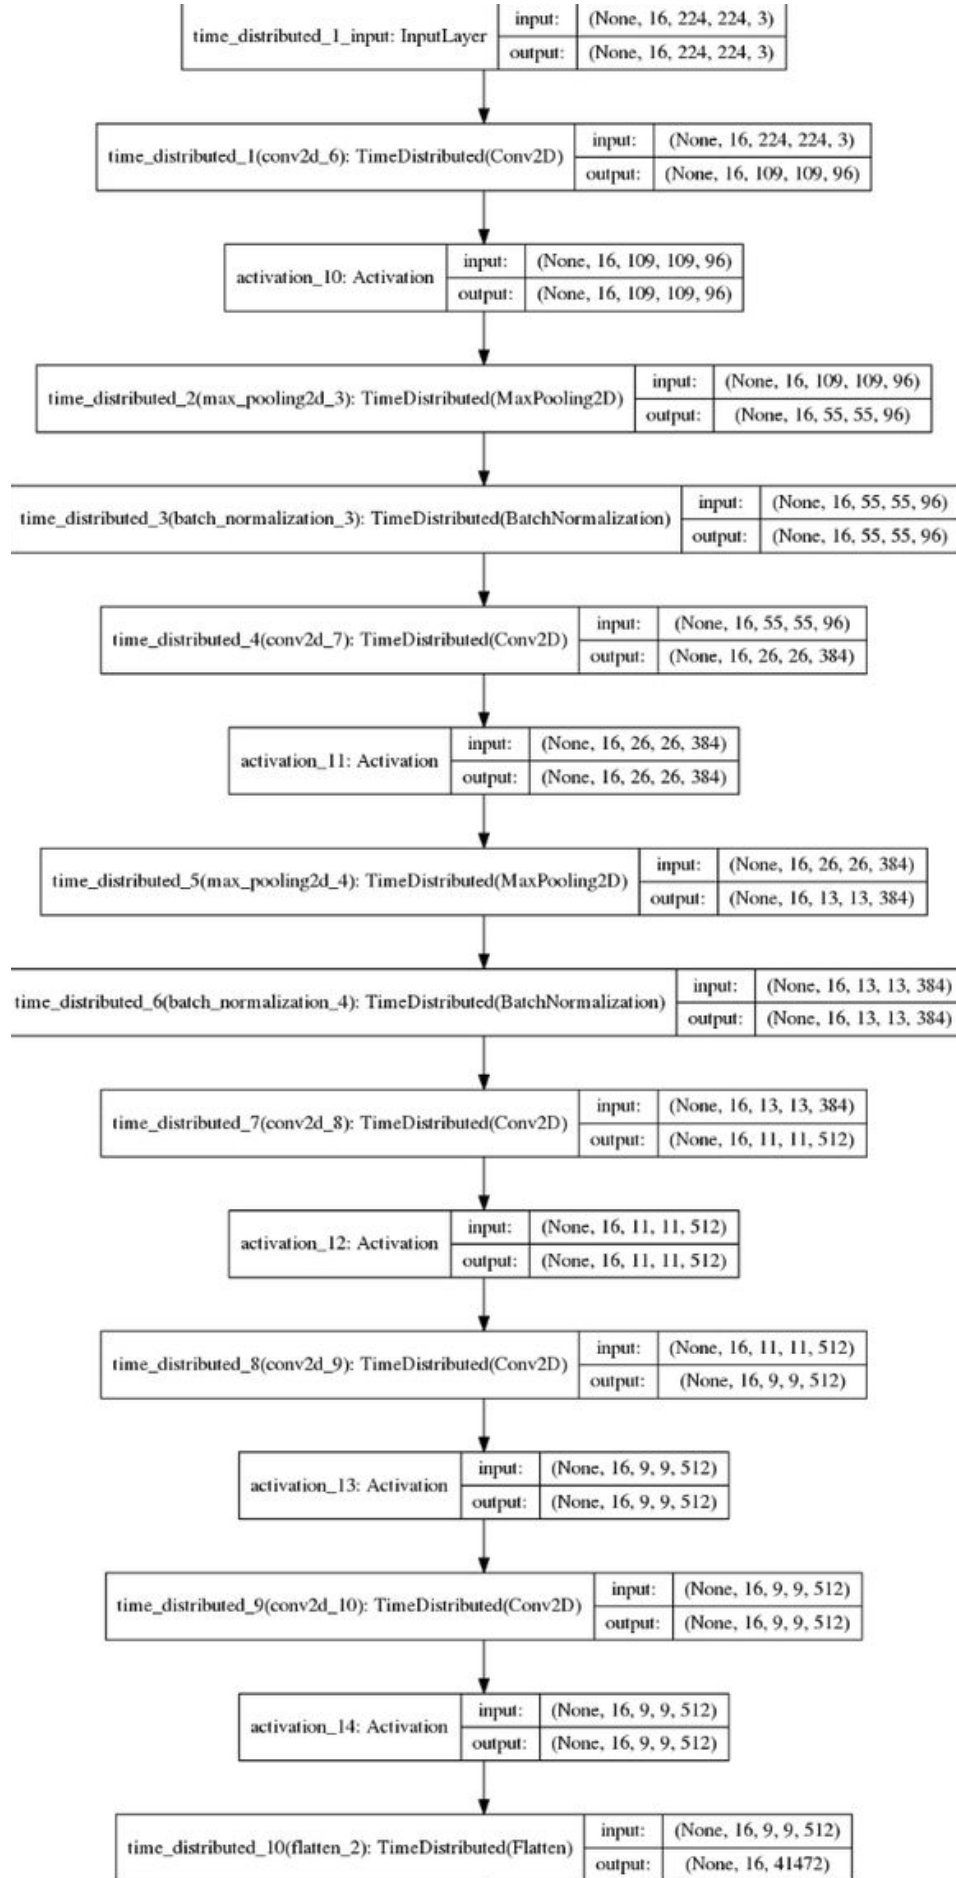 time_distributed_1_input: InputLayer
input: (None, 16, 224, 224, 3)
output: (None, 16, 224, 224, 3)
time_distributed_1(conv2d_6): TimeDistributed(Conv2D)
input: (None, 16, 224, 224, 3)
output: (None, 16, 109, 109, 96)
activation_10: Activation
input: (None, 16, 109, 109, 96)
output: (None, 16, 109, 109, 96)
time_distributed_2(max_pooling2d_3): TimeDistributed(MaxPooling2D)
input: (None, 16, 109, 109, 96)
output: (None, 16, 55, 55, 96)
time_distributed_3(batch_normalization_3): TimeDistributed(BatchNormalization)
input: (None, 16, 55, 55, 96)
output: (None, 16, 55, 55, 96)
time_distributed_4(conv2d_7): TimeDistributed(Conv2D)
input: (None, 16, 55, 55, 96)
output: (None, 16, 26, 26, 384)
activation_11: Activation
input: (None, 16, 26, 26, 384)
output: (None, 16, 26, 26, 384)
time_distributed_5(max_pooling2d_4): TimeDistributed(MaxPooling2D)
input: (None, 16, 26, 26, 384)
output: (None, 16, 13, 13, 384)
time_distributed_6(batch_normalization_4): TimeDistributed(BatchNormalization)
input: (None, 16, 13, 13, 384)
output: (None, 16, 13, 13, 384)
time_distributed_7(conv2d_8): TimeDistributed(Conv2D)
input: (None, 16, 13, 13, 384)
output: (None, 16, 11, 11, 512)
activation_12: Activation
input: (None, 16, 11, 11, 512)
output: (None, 16, 11, 11, 512)
time_distributed_8(conv2d_9): TimeDistributed(Conv2D)
input: (None, 16, 11, 11, 512)
output: (None, 16, 9, 9, 512)
activation_13: Activation
input: (None, 16, 9, 9, 512)
output: (None, 16, 9, 9, 512)
time_distributed_9(conv2d_10): TimeDistributed(Conv2D)
input: (None, 16, 9, 9, 512)
output: (None, 16, 9, 9, 512)
activation_14: Activation
input: (None, 16, 9, 9, 512)
output: (None, 16, 9, 9, 512)
time_distributed_10(flatten_2): TimeDistributed(Flatten)
input: (None, 16, 9, 9, 512)
output: (None, 16, 41472)